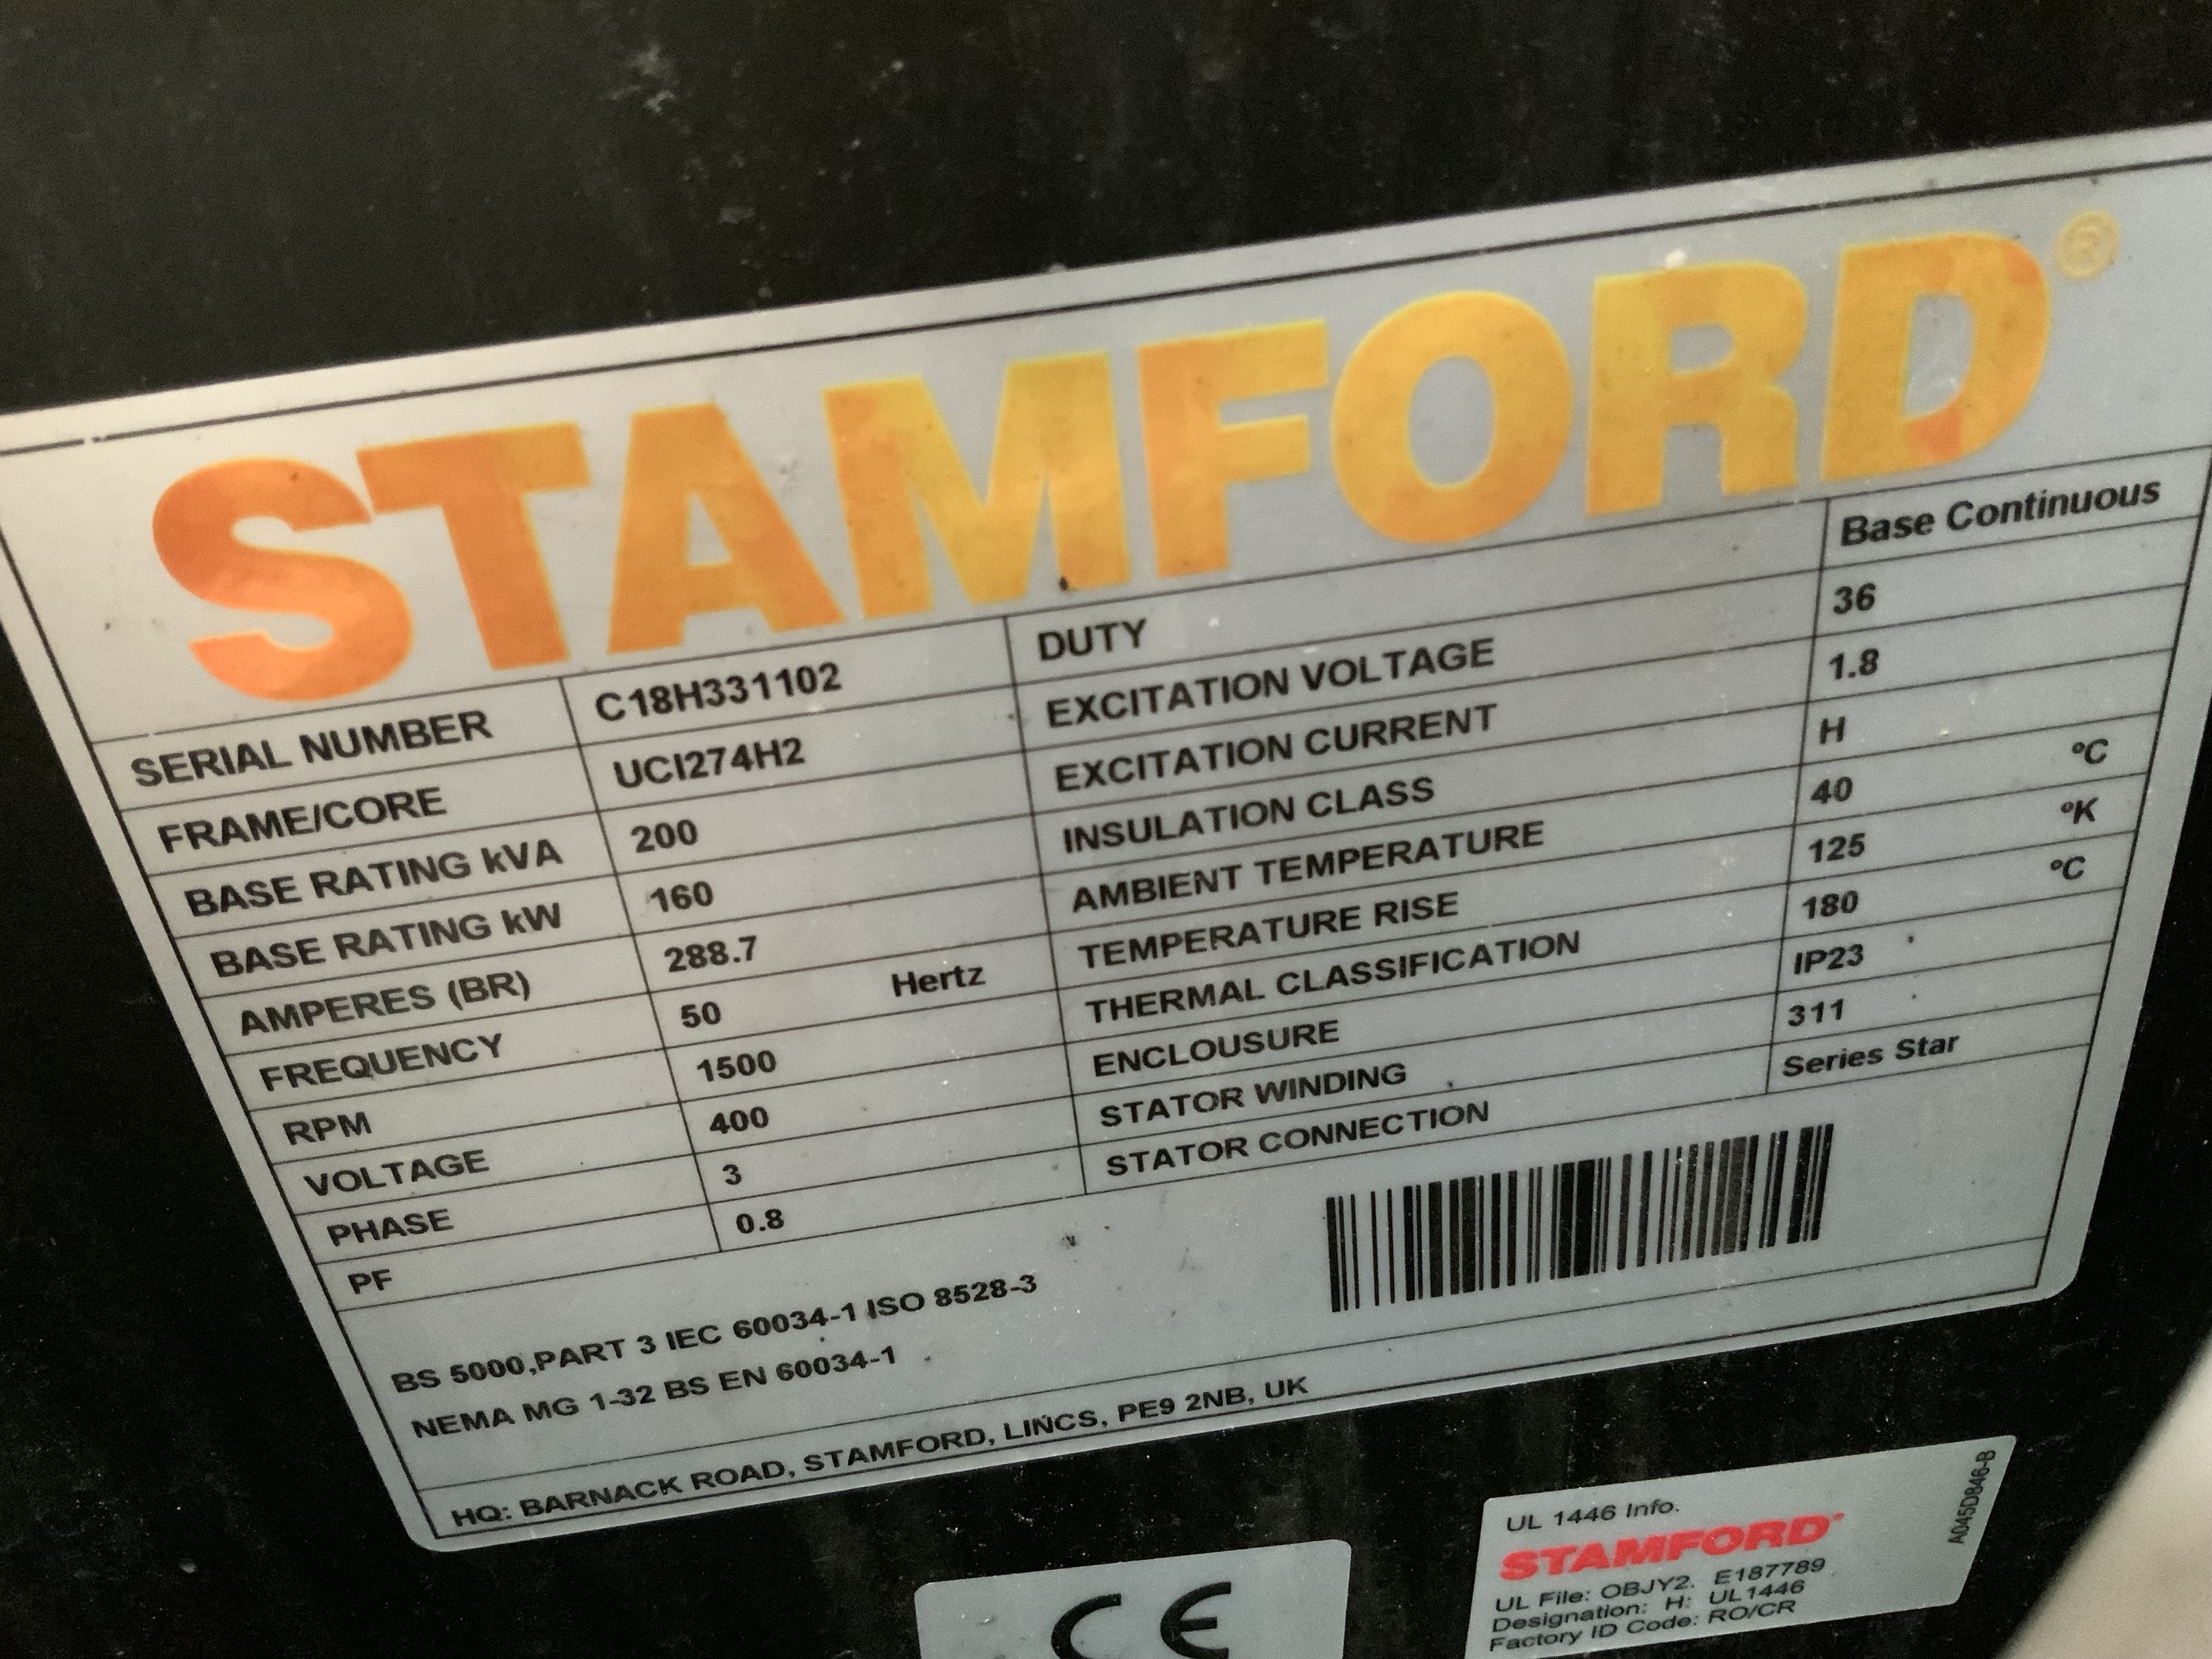 STAMFORD®
SERIAL NUMBER C18H331102 DUTY Base Continuous
FRAME/CORE UCI274H2 EXCITATION VOLTAGE 36
BASE RATING kVA 200 EXCITATION CURRENT 1.8
BASE RATING kW 160 INSULATION CLASS H
AMPERES (BR) 288.7 AMBIENT TEMPERATURE 40 ºC
FREQUENCY 50 Hertz TEMPERATURE RISE 125 ºK
RPM 1500 THERMAL CLASSIFICATION 180 ºC
VOLTAGE 400 ENCLOUSURE IP23
PHASE 3 STATOR WINDING 311
PF 0.8 STATOR CONNECTION Series Star
BS 5000,PART 3 IEC 60034-1 ISO 8528-3
NEMA MG 1-32 BS EN 60034-1
HQ: BARNACK ROAD, STAMFORD, LINCS, PE9 2NB, UK
CE
UL 1446 Info.
STAMFORD
UL File: OBJY2. E187789
Designation: H: UL1446
Factory ID Code: RO/CR
A045D846-B